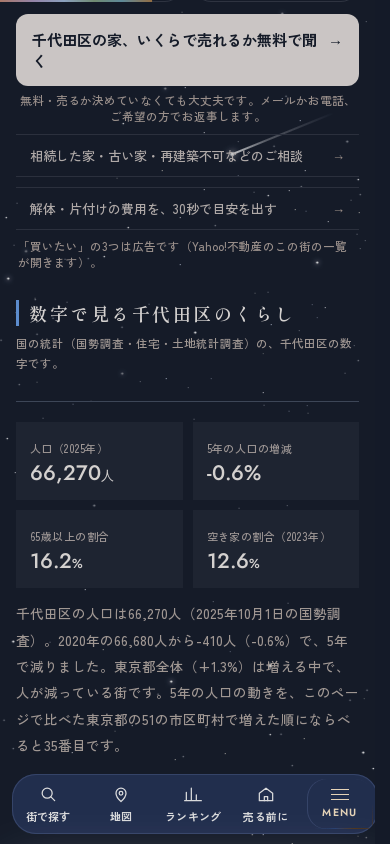 千代田区の家、いくらで売れるか無料で聞
く
→
無料・売るか決めていなくても大丈夫です。メールかお電話、
ご希望の方でお返事します。
相続した家・古い家・再建築不可などのご相談 →
解体・片付けの費用を、30秒で目安を出す →
「買いたい」の3つは広告です（Yahoo!不動産のこの街の一覧
が開きます）。
数字で見る千代田区のくらし
国の統計（国勢調査・住宅・土地統計調査）の、千代田区の数
字です。
人口（2025年）
66,270人
5年の人口の増減
-0.6%
65歳以上の割合
16.2%
空き家の割合（2023年）
12.6%
千代田区の人口は66,270人（2025年10月1日の国勢調
査）。2020年の66,680人から-410人（-0.6%）で、5年
で減りました。東京都全体（+1.3%）は増える中で、
人が減っている街です。5年の人口の動きを、このペー
ジで比べた東京都の51の市区町村で増えた順にならべ
ると35番目です。
街で探す
地図
ランキング
売る前に
MENU